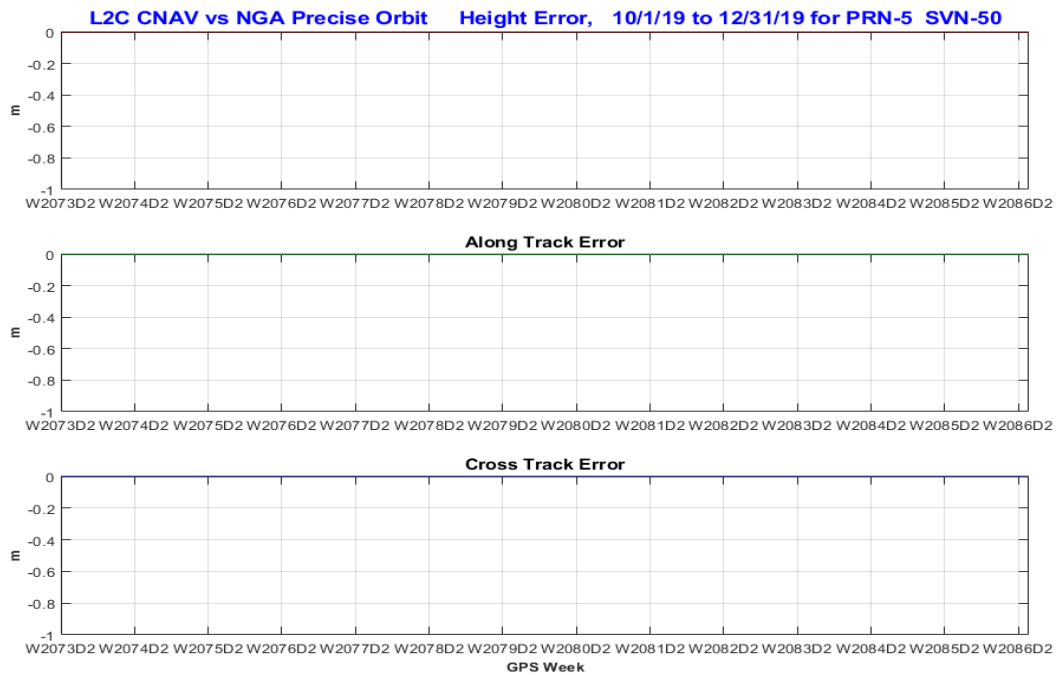 L2C CNAV vs NGA Precise Orbit Height Error, 10/1/19 to 12/31/19 for PRN-5 SVN-50
0
-0.2
-0.4
m
-0.6
-0.8
-1
W2073D2 W2074D2 W2075D2 W2076D2 W2077D2 W2078D2 W2079D2 W2080D2 W2081D2 W2082D2 W2083D2 W2084D2 W2085D2 W2086D2
Along Track Error
0
-0.2
-0.4
m
-0.6
-0.8
-1
W2073D2 W2074D2 W2075D2 W2076D2 W2077D2 W2078D2 W2079D2 W2080D2 W2081D2 W2082D2 W2083D2 W2084D2 W2085D2 W2086D2
Cross Track Error
0
-0.2
-0.4
m
-0.6
-0.8
-1
W2073D2 W2074D2 W2075D2 W2076D2 W2077D2 W2078D2 W2079D2 W2080D2 W2081D2 W2082D2 W2083D2 W2084D2 W2085D2 W2086D2
GPS Week